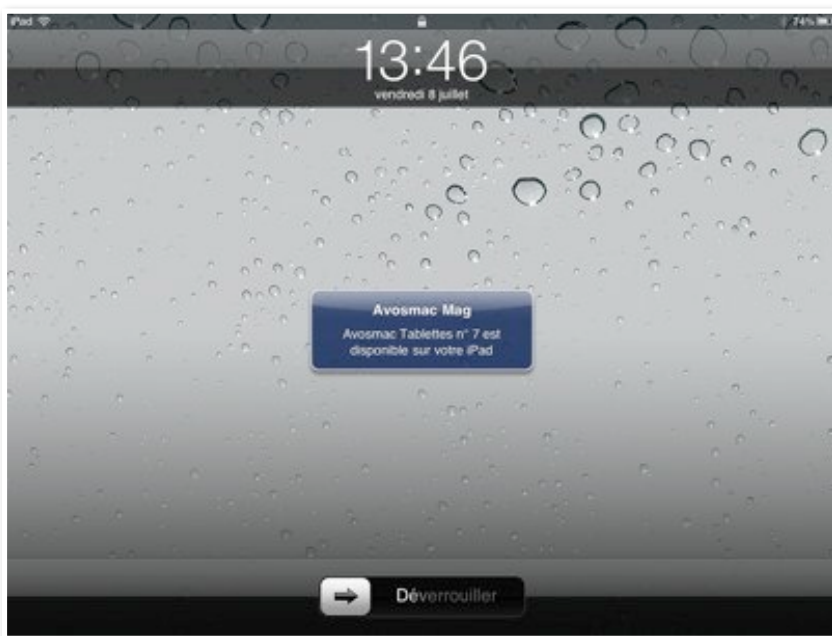 iPad
74%
13:46
vendredi 8 juillet
Avosmac Mag
Avosmac Tablettes n° 7 est
disponible sur votre iPad
Déverrouiller